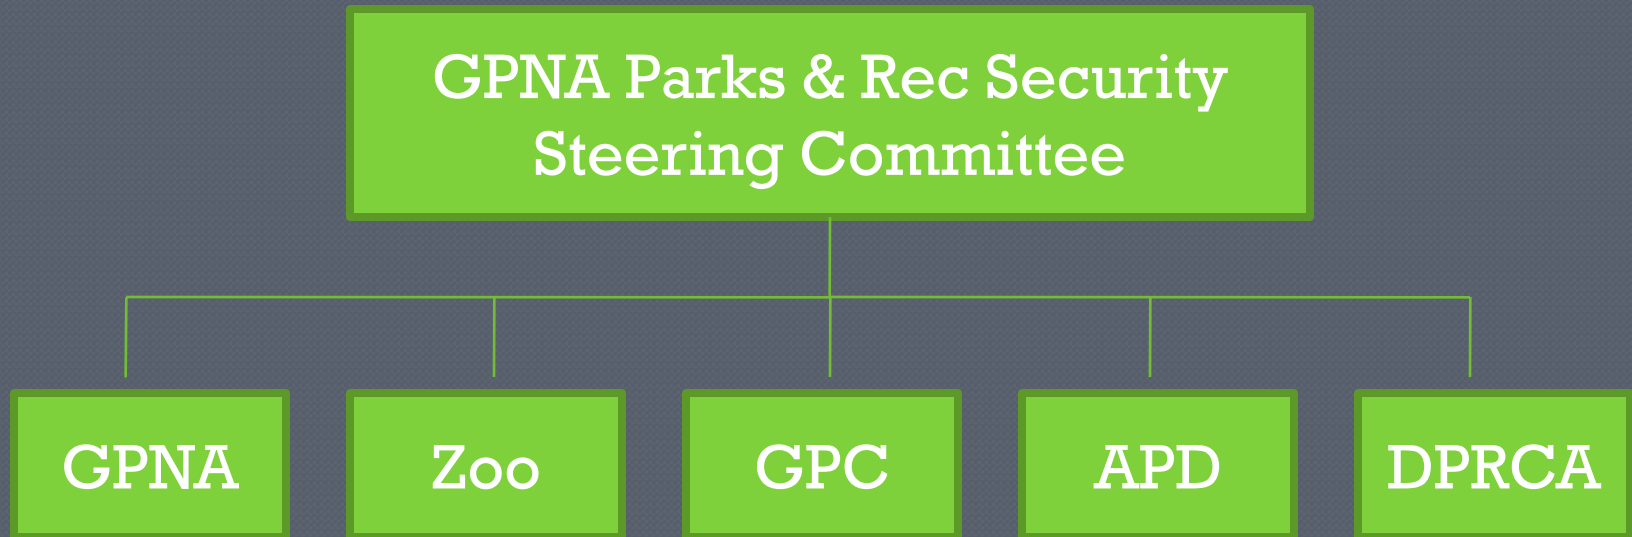 GPNA Parks & Rec Security
Steering Committee
GPNA
Zoo
GPC
APD
DPRCA